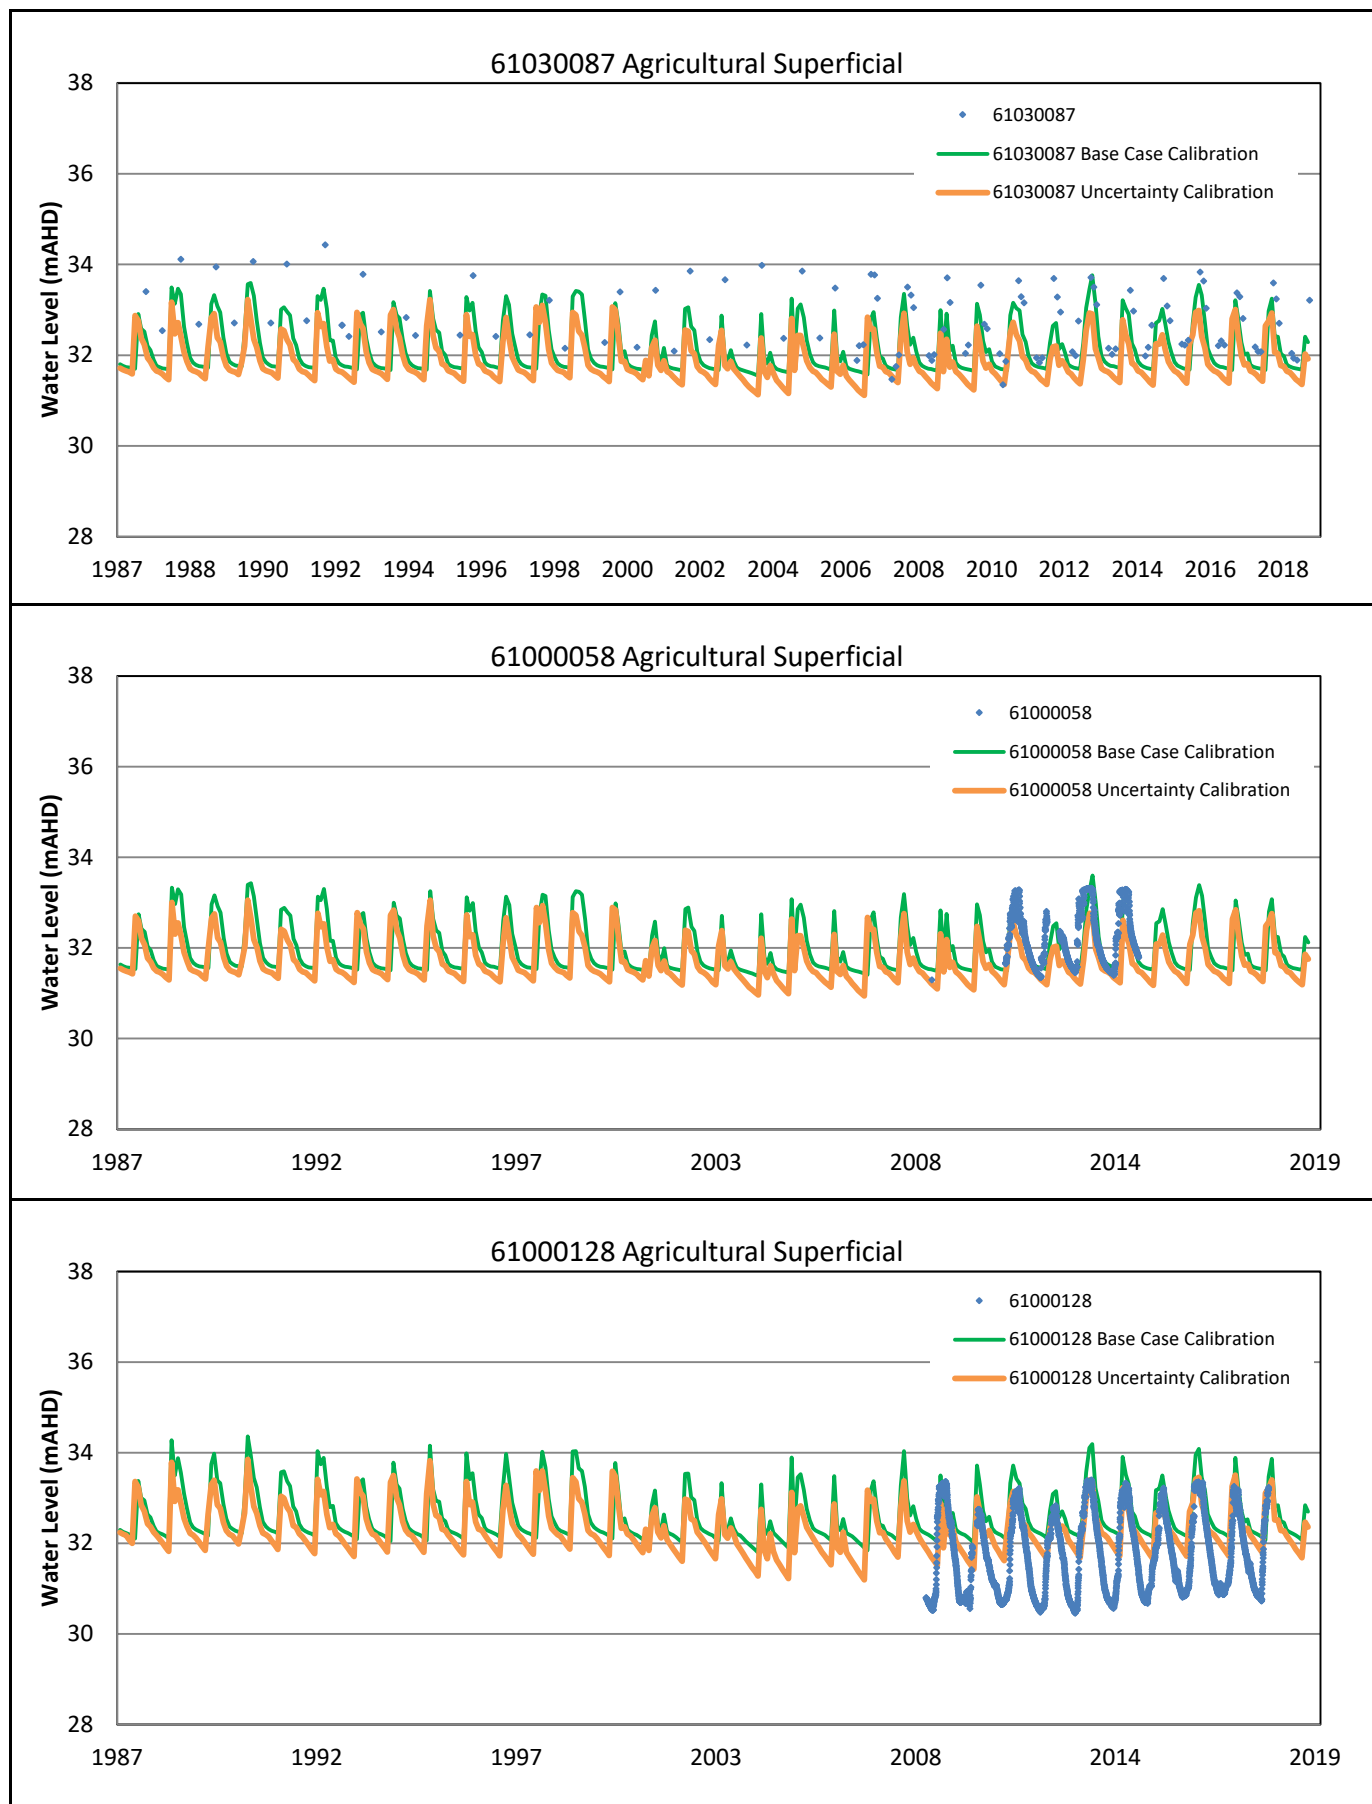 61030087 Agricultural Superficial
38
36
34
32
30
28
Water Level (mAHD)
61030087
61030087 Base Case Calibration
61030087 Uncertainty Calibration
1987 1988 1990 1992 1994 1996 1998 2000 2002 2004 2006 2008 2010 2012 2014 2016 2018
61000058 Agricultural Superficial
38
36
34
32
30
28
Water Level (mAHD)
61000058
61000058 Base Case Calibration
61000058 Uncertainty Calibration
1987 1992 1997 2003 2008 2014 2019
61000128 Agricultural Superficial
38
36
34
32
30
28
Water Level (mAHD)
61000128
61000128 Base Case Calibration
61000128 Uncertainty Calibration
1987 1992 1997 2003 2008 2014 2019